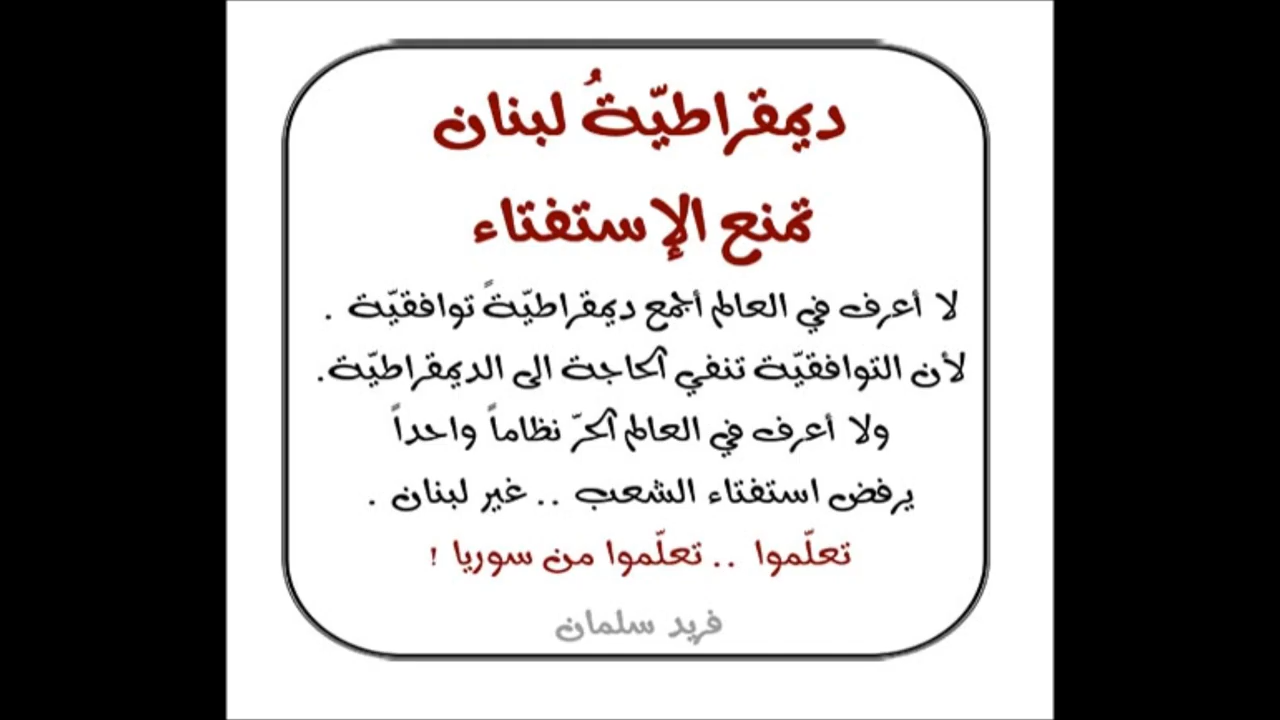 ديمقراطيّةُ لبنان
تمنع الإستفتاء
لا أعرف في العالم أجمع ديمقراطيّةً توافقيّة .
لأن التوافقيّة تنفي الحاجة الى الديمقراطيّة.
ولا أعرف في العالم الحرّ نظاماً واحداً
يرفض استفتاء الشعب .. غير لبنان .
تعلّموا .. تعلّموا من سوريا !
فريد سلمان